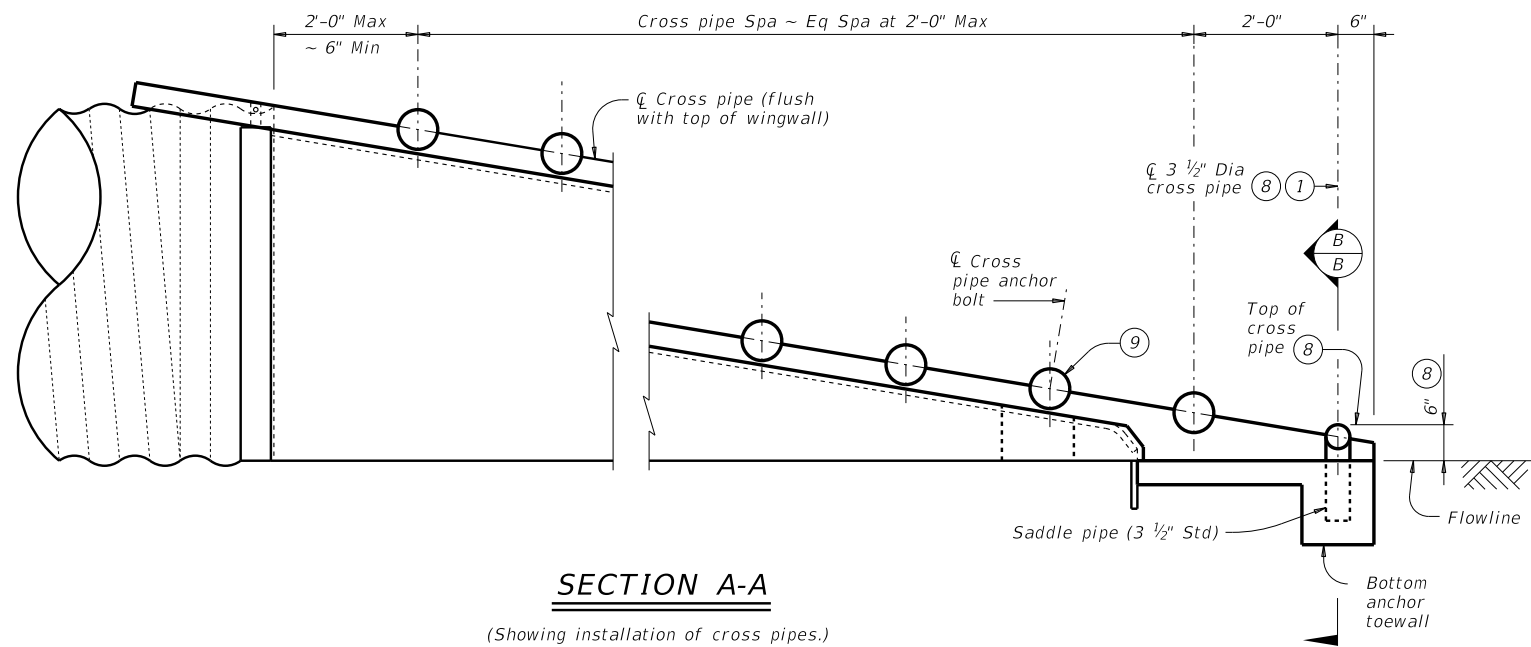 2'-0" Max
~ 6" Min
Cross pipe Spa ~ Eq Spa at 2'-0" Max
2'-0"
6"
℄ Cross pipe (flush
with top of wingwall)
℄ 3 ½" Dia
cross pipe 8 1
B
B
℄ Cross
pipe anchor
bolt
9
Top of
cross
pipe 8
8
6"
Saddle pipe (3 ½" Std)
Flowline
Bottom
anchor
toewall
SECTION A-A
(Showing installation of cross pipes.)